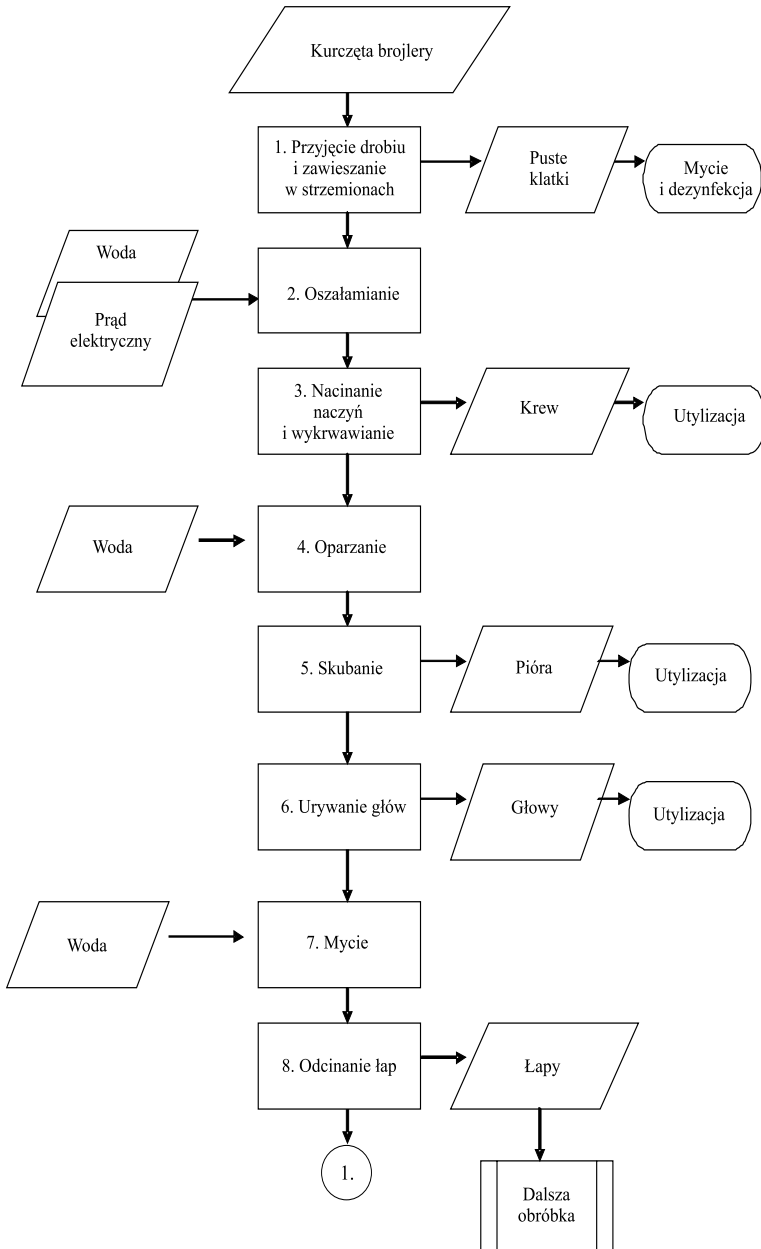 Kurczęta brojlery
1. Przyjęcie drobiu
i zawieszanie
w strzemionach
Puste
klatki
Mycie
i dezynfekcja
Woda
Prąd
elektryczny
2. Oszałamianie
3. Nacinanie
naczyń
i wykrwawianie
Krew
Utylizacja
Woda
4. Oparzanie
5. Skubanie
Pióra
Utylizacja
6. Urywanie głów
Głowy
Utylizacja
Woda
7. Mycie
8. Odcinanie łap
Łapy
1.
Dalsza
obróbka